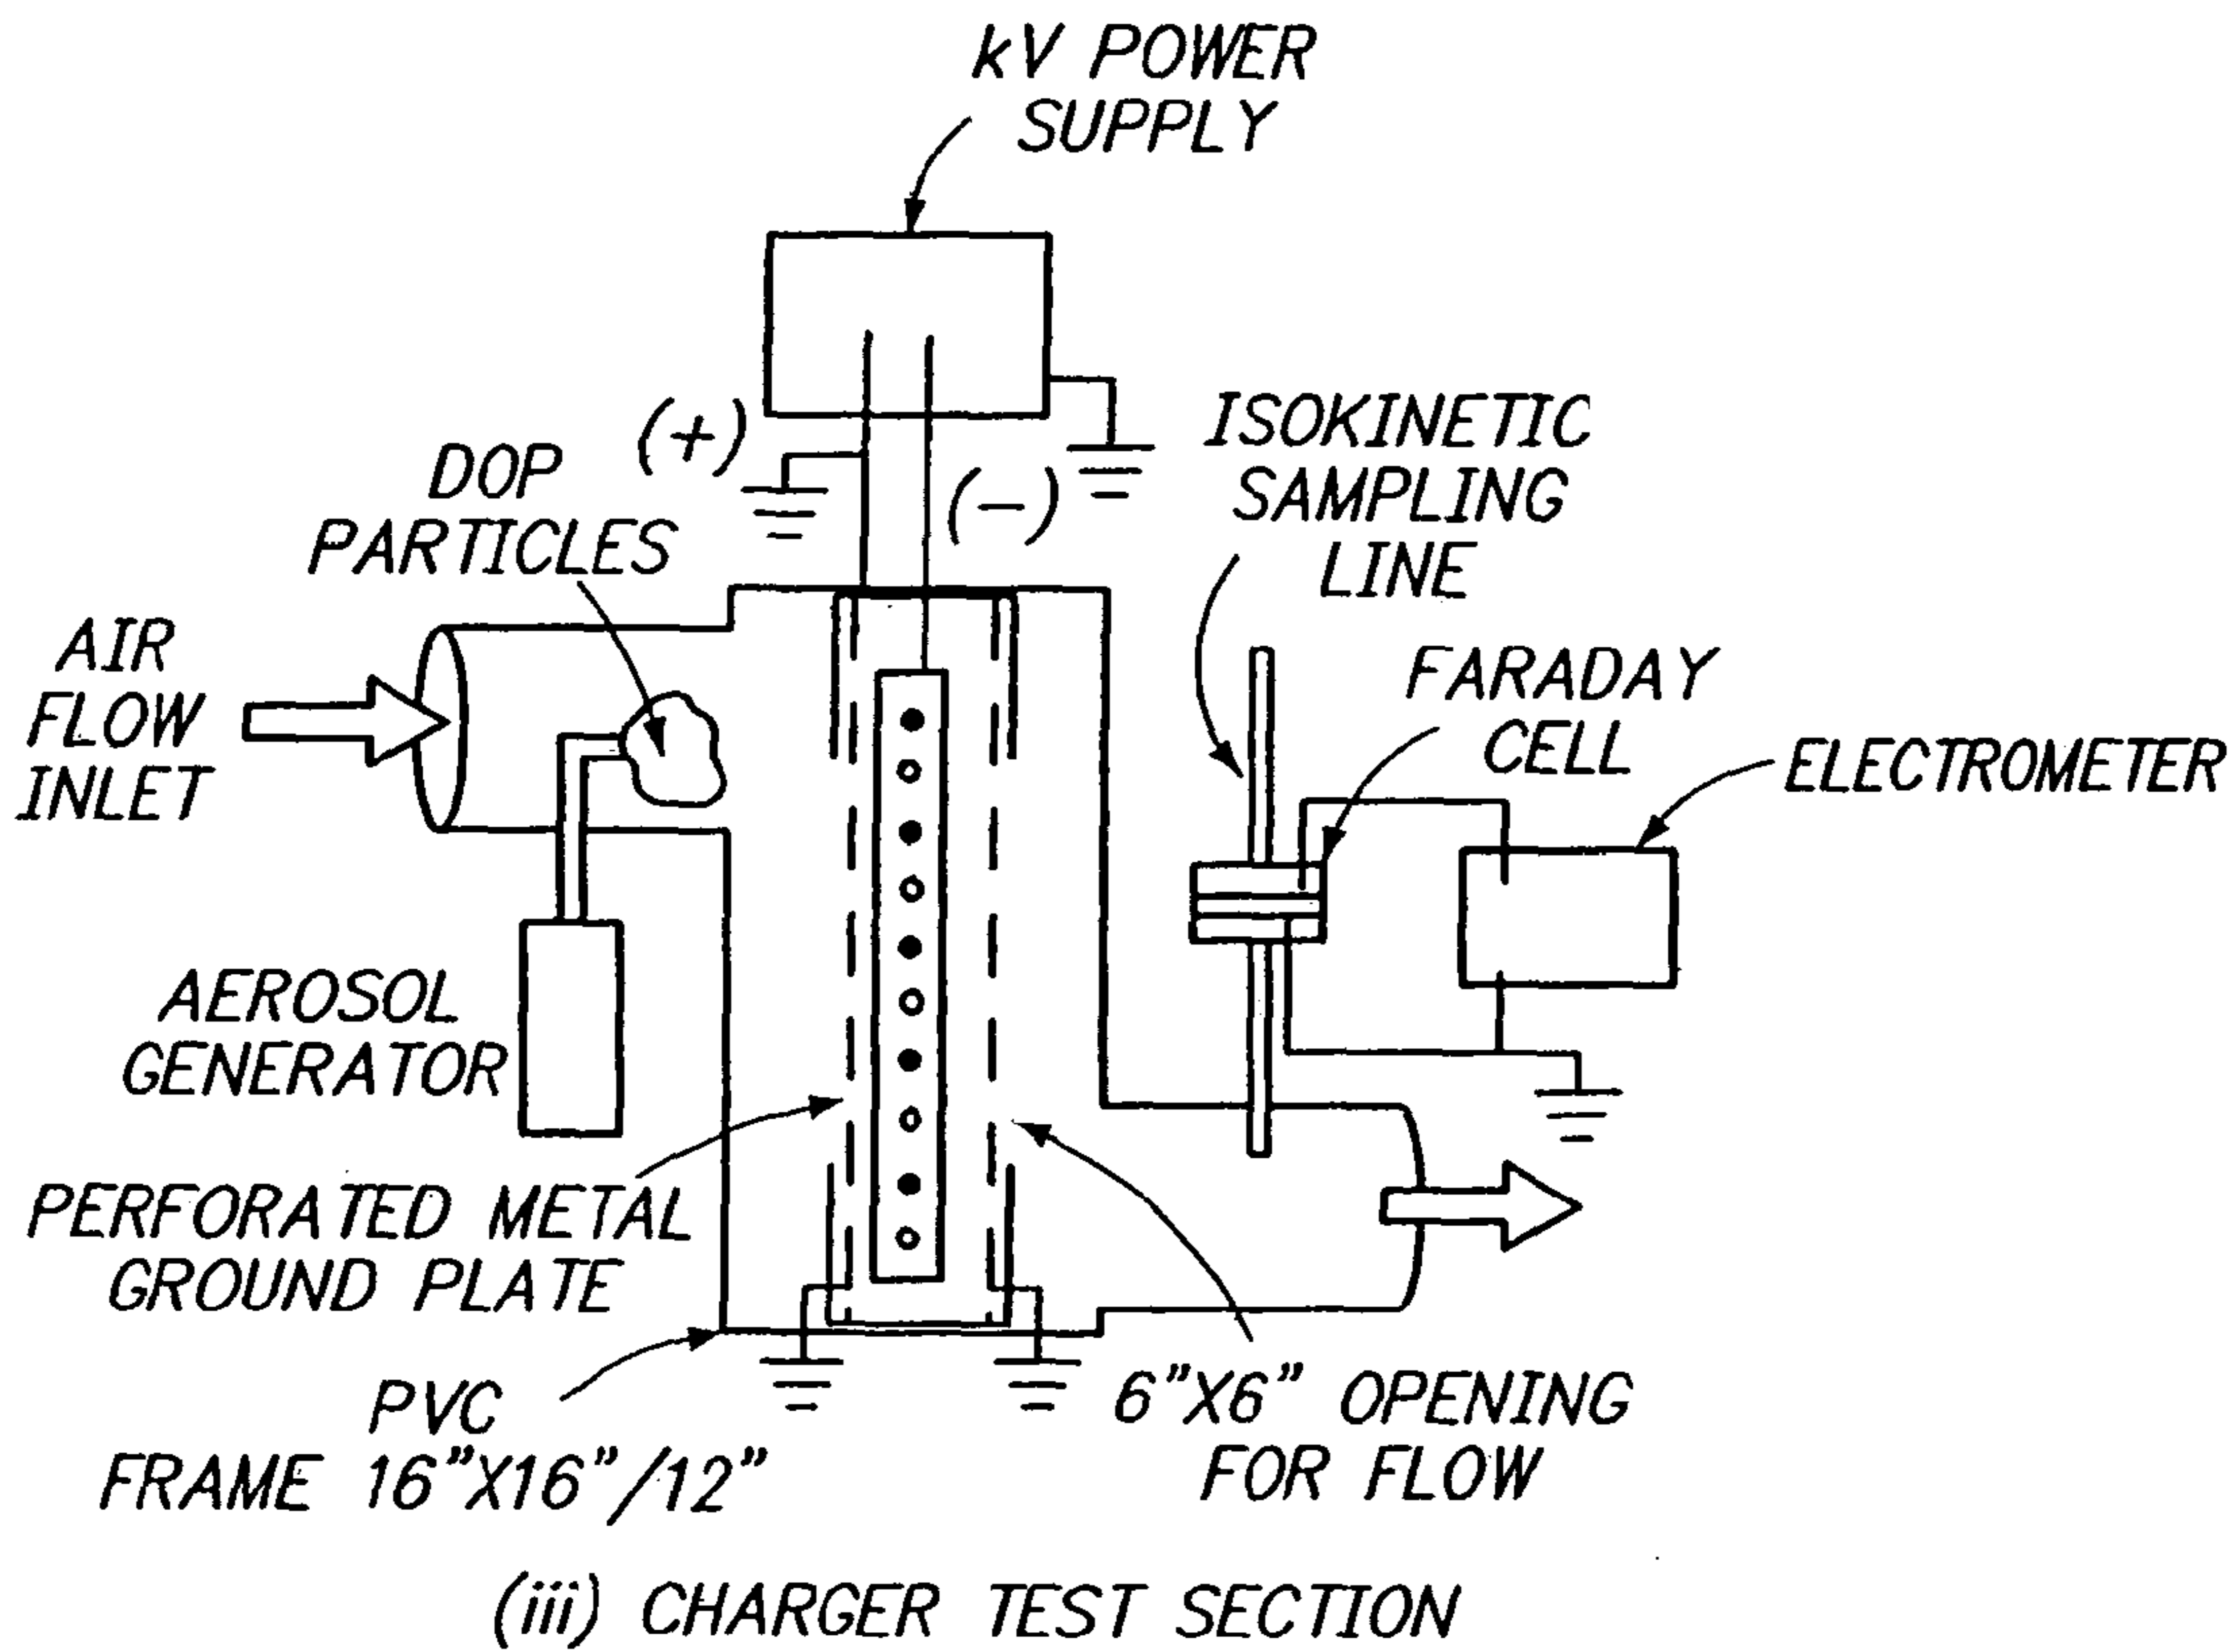 kV POWER
SUPPLY
(+)
(−)
DOP
PARTICLES
ISOKINETIC
SAMPLING
LINE
AIR
FLOW
INLET
FARADAY
CELL
ELECTROMETER
AEROSOL
GENERATOR
PERFORATED METAL
GROUND PLATE
PVC
FRAME 16"X16"/12"
6"X6" OPENING
FOR FLOW
(iii) CHARGER TEST SECTION